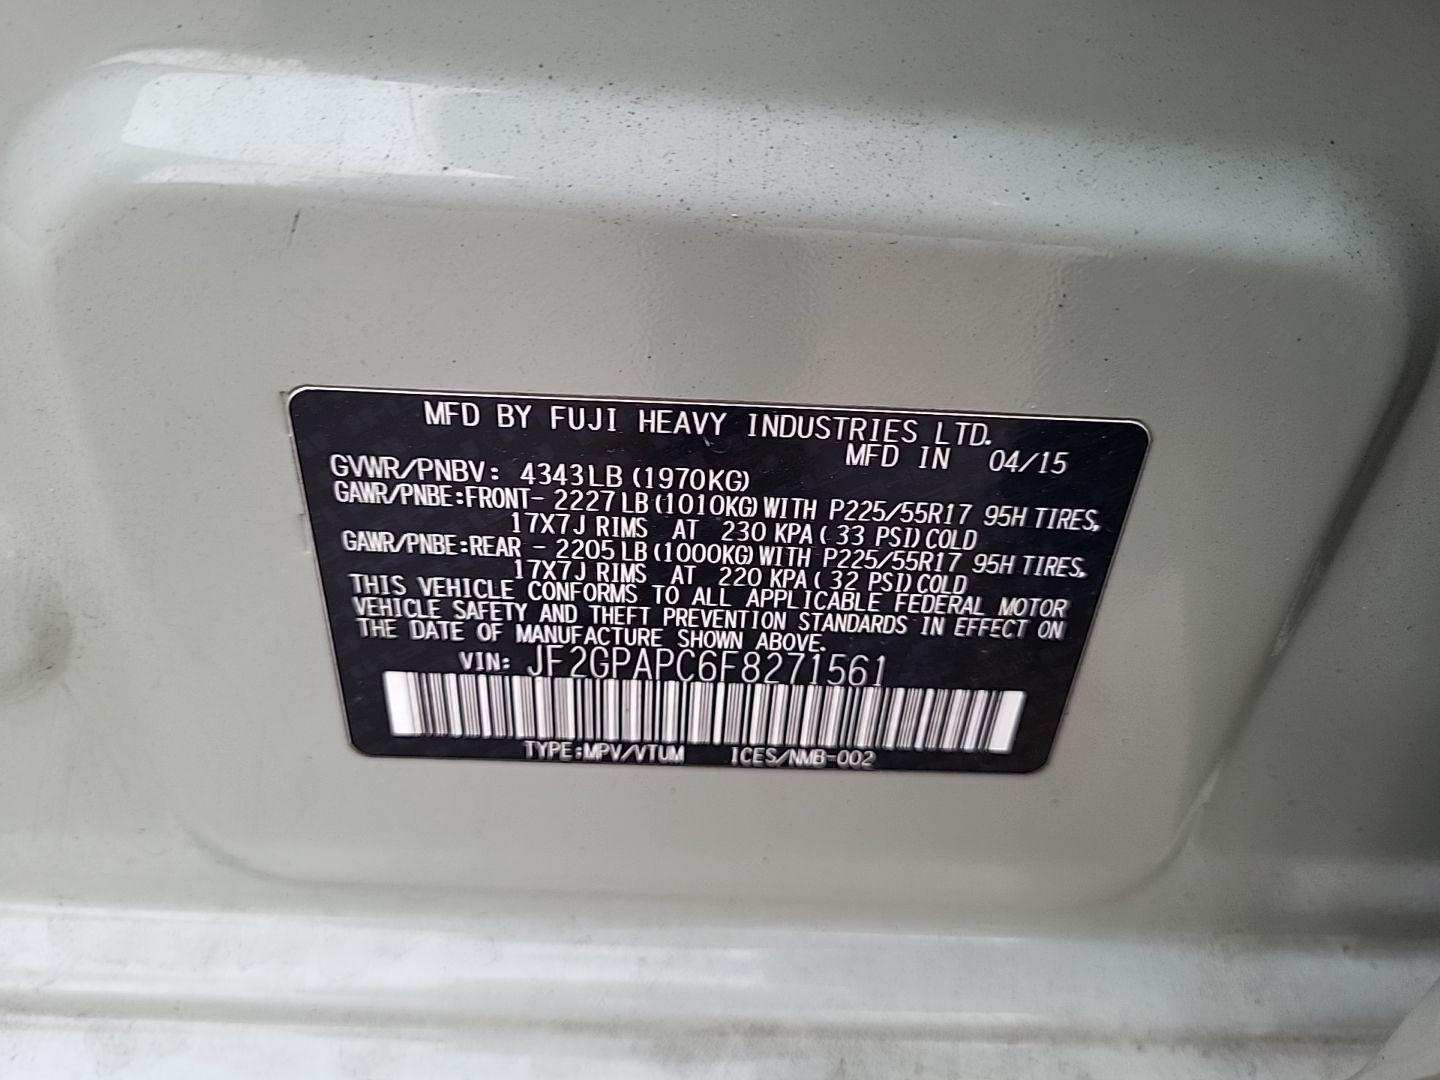 MFD BY FUJI HEAVY INDUSTRIES LTD.
MFD IN 04/15
GVWR/PNBV: 4343LB (1970KG)
GAWR/PNBE:FRONT- 2227LB (1010KG) WITH P225/55R17 95H TIRES,
17X7J RIMS AT 230 KPA ( 33 PSI) COLD
GAWR/PNBE:REAR - 2205LB (1000KG) WITH P225/55R17 95H TIRES,
17X7J RIMS AT 220 KPA ( 32 PSI) COLD
THIS VEHICLE CONFORMS TO ALL APPLICABLE FEDERAL MOTOR
VEHICLE SAFETY AND THEFT PREVENTION STANDARDS IN EFFECT ON
THE DATE OF MANUFACTURE SHOWN ABOVE.
VIN: JF2GPAPC6F8271561
TYPE:MPV/VTUM ICES/NMB-002